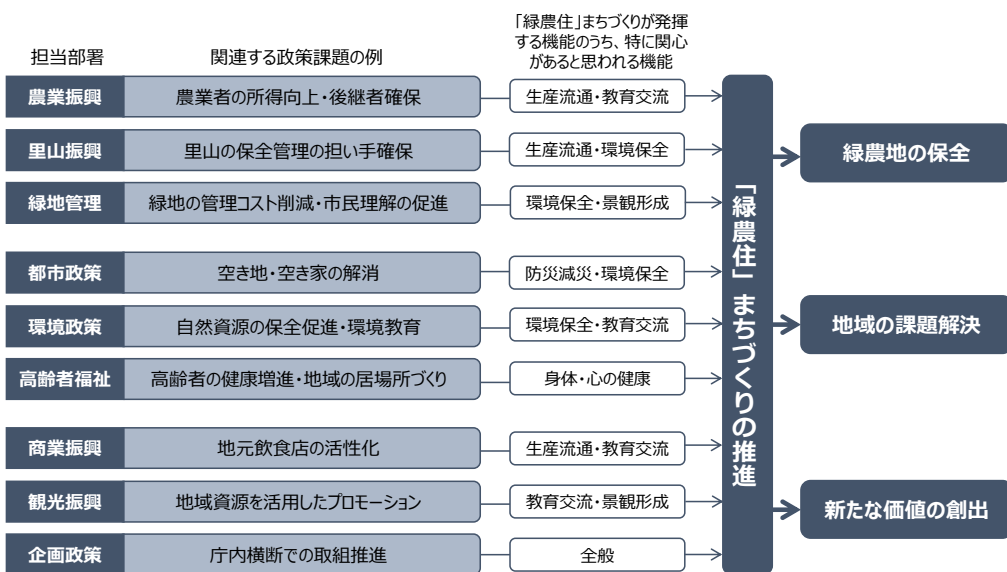 「緑農住」まちづくりが発揮
する機能のうち、特に関心
があると思われる機能
担当部署
関連する政策課題の例
農業振興
農業者の所得向上・後継者確保
生産流通・教育交流
里山振興
里山の保全管理の担い手確保
生産流通・環境保全
緑地管理
緑地の管理コスト削減・市民理解の促進
環境保全・景観形成
都市政策
空き地・空き家の解消
防災減災・環境保全
環境政策
自然資源の保全促進・環境教育
環境保全・教育交流
高齢者福祉
高齢者の健康増進・地域の居場所づくり
身体・心の健康
商業振興
地元飲食店の活性化
生産流通・教育交流
観光振興
地域資源を活用したプロモーション
教育交流・景観形成
企画政策
庁内横断での取組推進
全般
「緑農住」まちづくりの推進
緑農地の保全
地域の課題解決
新たな価値の創出